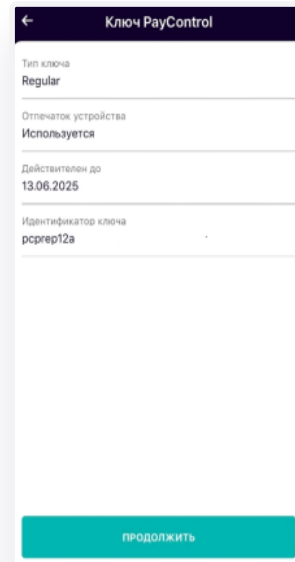 Ключ PayControl
Тип ключа
Regular
Отпечаток устройства
Используется
Действителен до
13.06.2025
Идентификатор ключа
pcprep12a
ПРОДОЛЖИТЬ